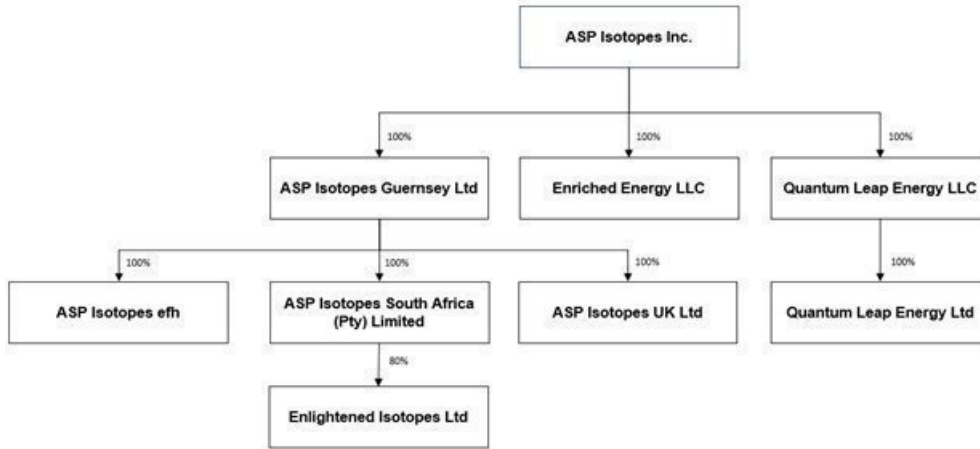 ASP Isotopes Inc.
100%
100%
100%
ASP Isotopes Guernsey Ltd
Enriched Energy LLC
Quantum Leap Energy LLC
100%
100%
100%
100%
ASP Isotopes efh
ASP Isotopes South Africa
(Pty) Limited
ASP Isotopes UK Ltd
Quantum Leap Energy Ltd
80%
Enlightened Isotopes Ltd